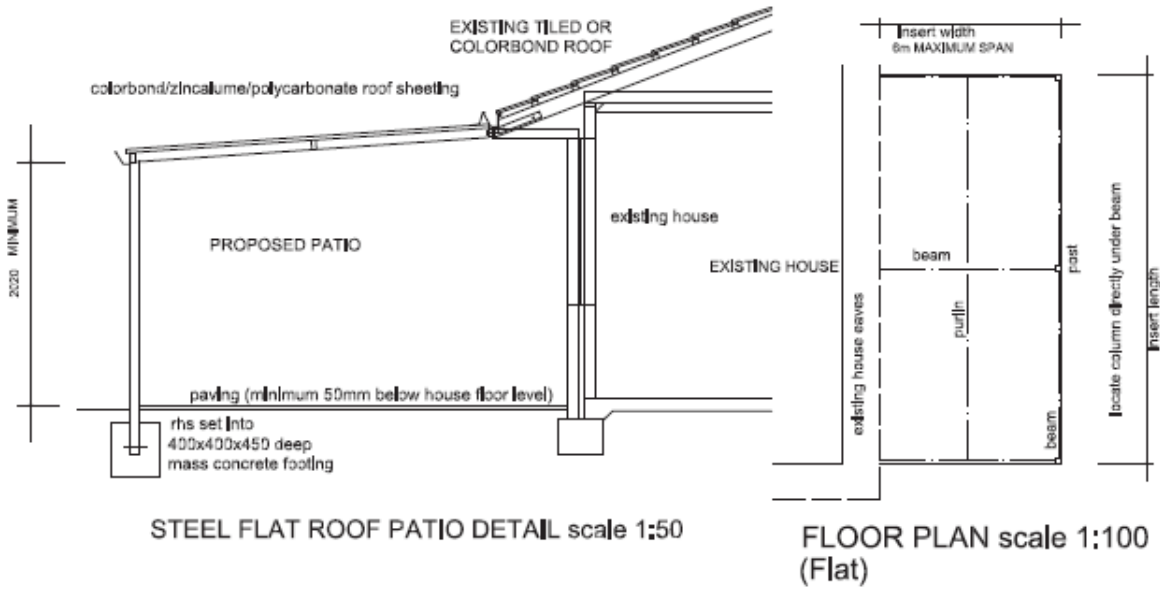 EXISTING TILED OR
COLORBOND ROOF
colorbond/zincalume/polycarbonate roof sheeting
2020 MINIMUM
PROPOSED PATIO
existing house
EXISTING HOUSE
paving (minimum 50mm below house floor level)
rhs set into
400x400x450 deep
mass concrete footing
STEEL FLAT ROOF PATIO DETAIL scale 1:50
Insert width
6m MAXIMUM SPAN
existing house eaves
beam
purlin
post
beam
locate column directly under beam
Insert length
FLOOR PLAN scale 1:100
(Flat)